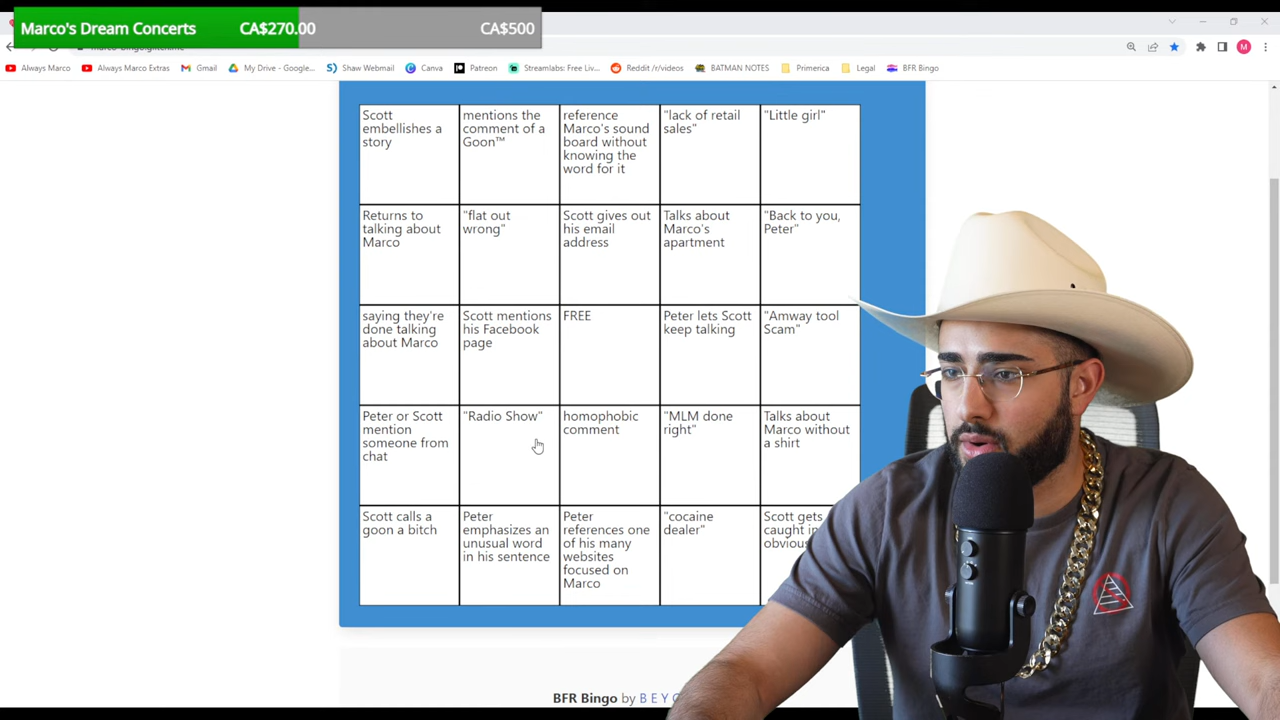 Marco's Dream Concerts CA$270.00 CA$500
Always Marco
Always Marco Extras
Gmail
My Drive - Google...
Shaw Webmail
Canva
Patreon
Streamlabs: Free Liv...
Reddit /r/videos
BATMAN NOTES
Primerica
Legal
BFR Bingo
M
Scott
embellishes a
story
mentions the
comment of a
Goon™
reference
Marco's sound
board without
knowing the
word for it
"lack of retail
sales"
"Little girl"
Returns to
talking about
Marco
"flat out
wrong"
Scott gives out
his email
address
Talks about
Marco's
apartment
"Back to you,
Peter"
saying they're
done talking
about Marco
Scott mentions
his Facebook
page
FREE
Peter lets Scott
keep talking
"Amway tool
Scam"
Peter or Scott
mention
someone from
chat
"Radio Show"
homophobic
comment
"MLM done
right"
Talks about
Marco without
a shirt
Scott calls a
goon a bitch
Peter
emphasizes an
unusual word
in his sentence
Peter
references one
of his many
websites
focused on
Marco
"cocaine
dealer"
Scott gets
caught
BFR Bingo by